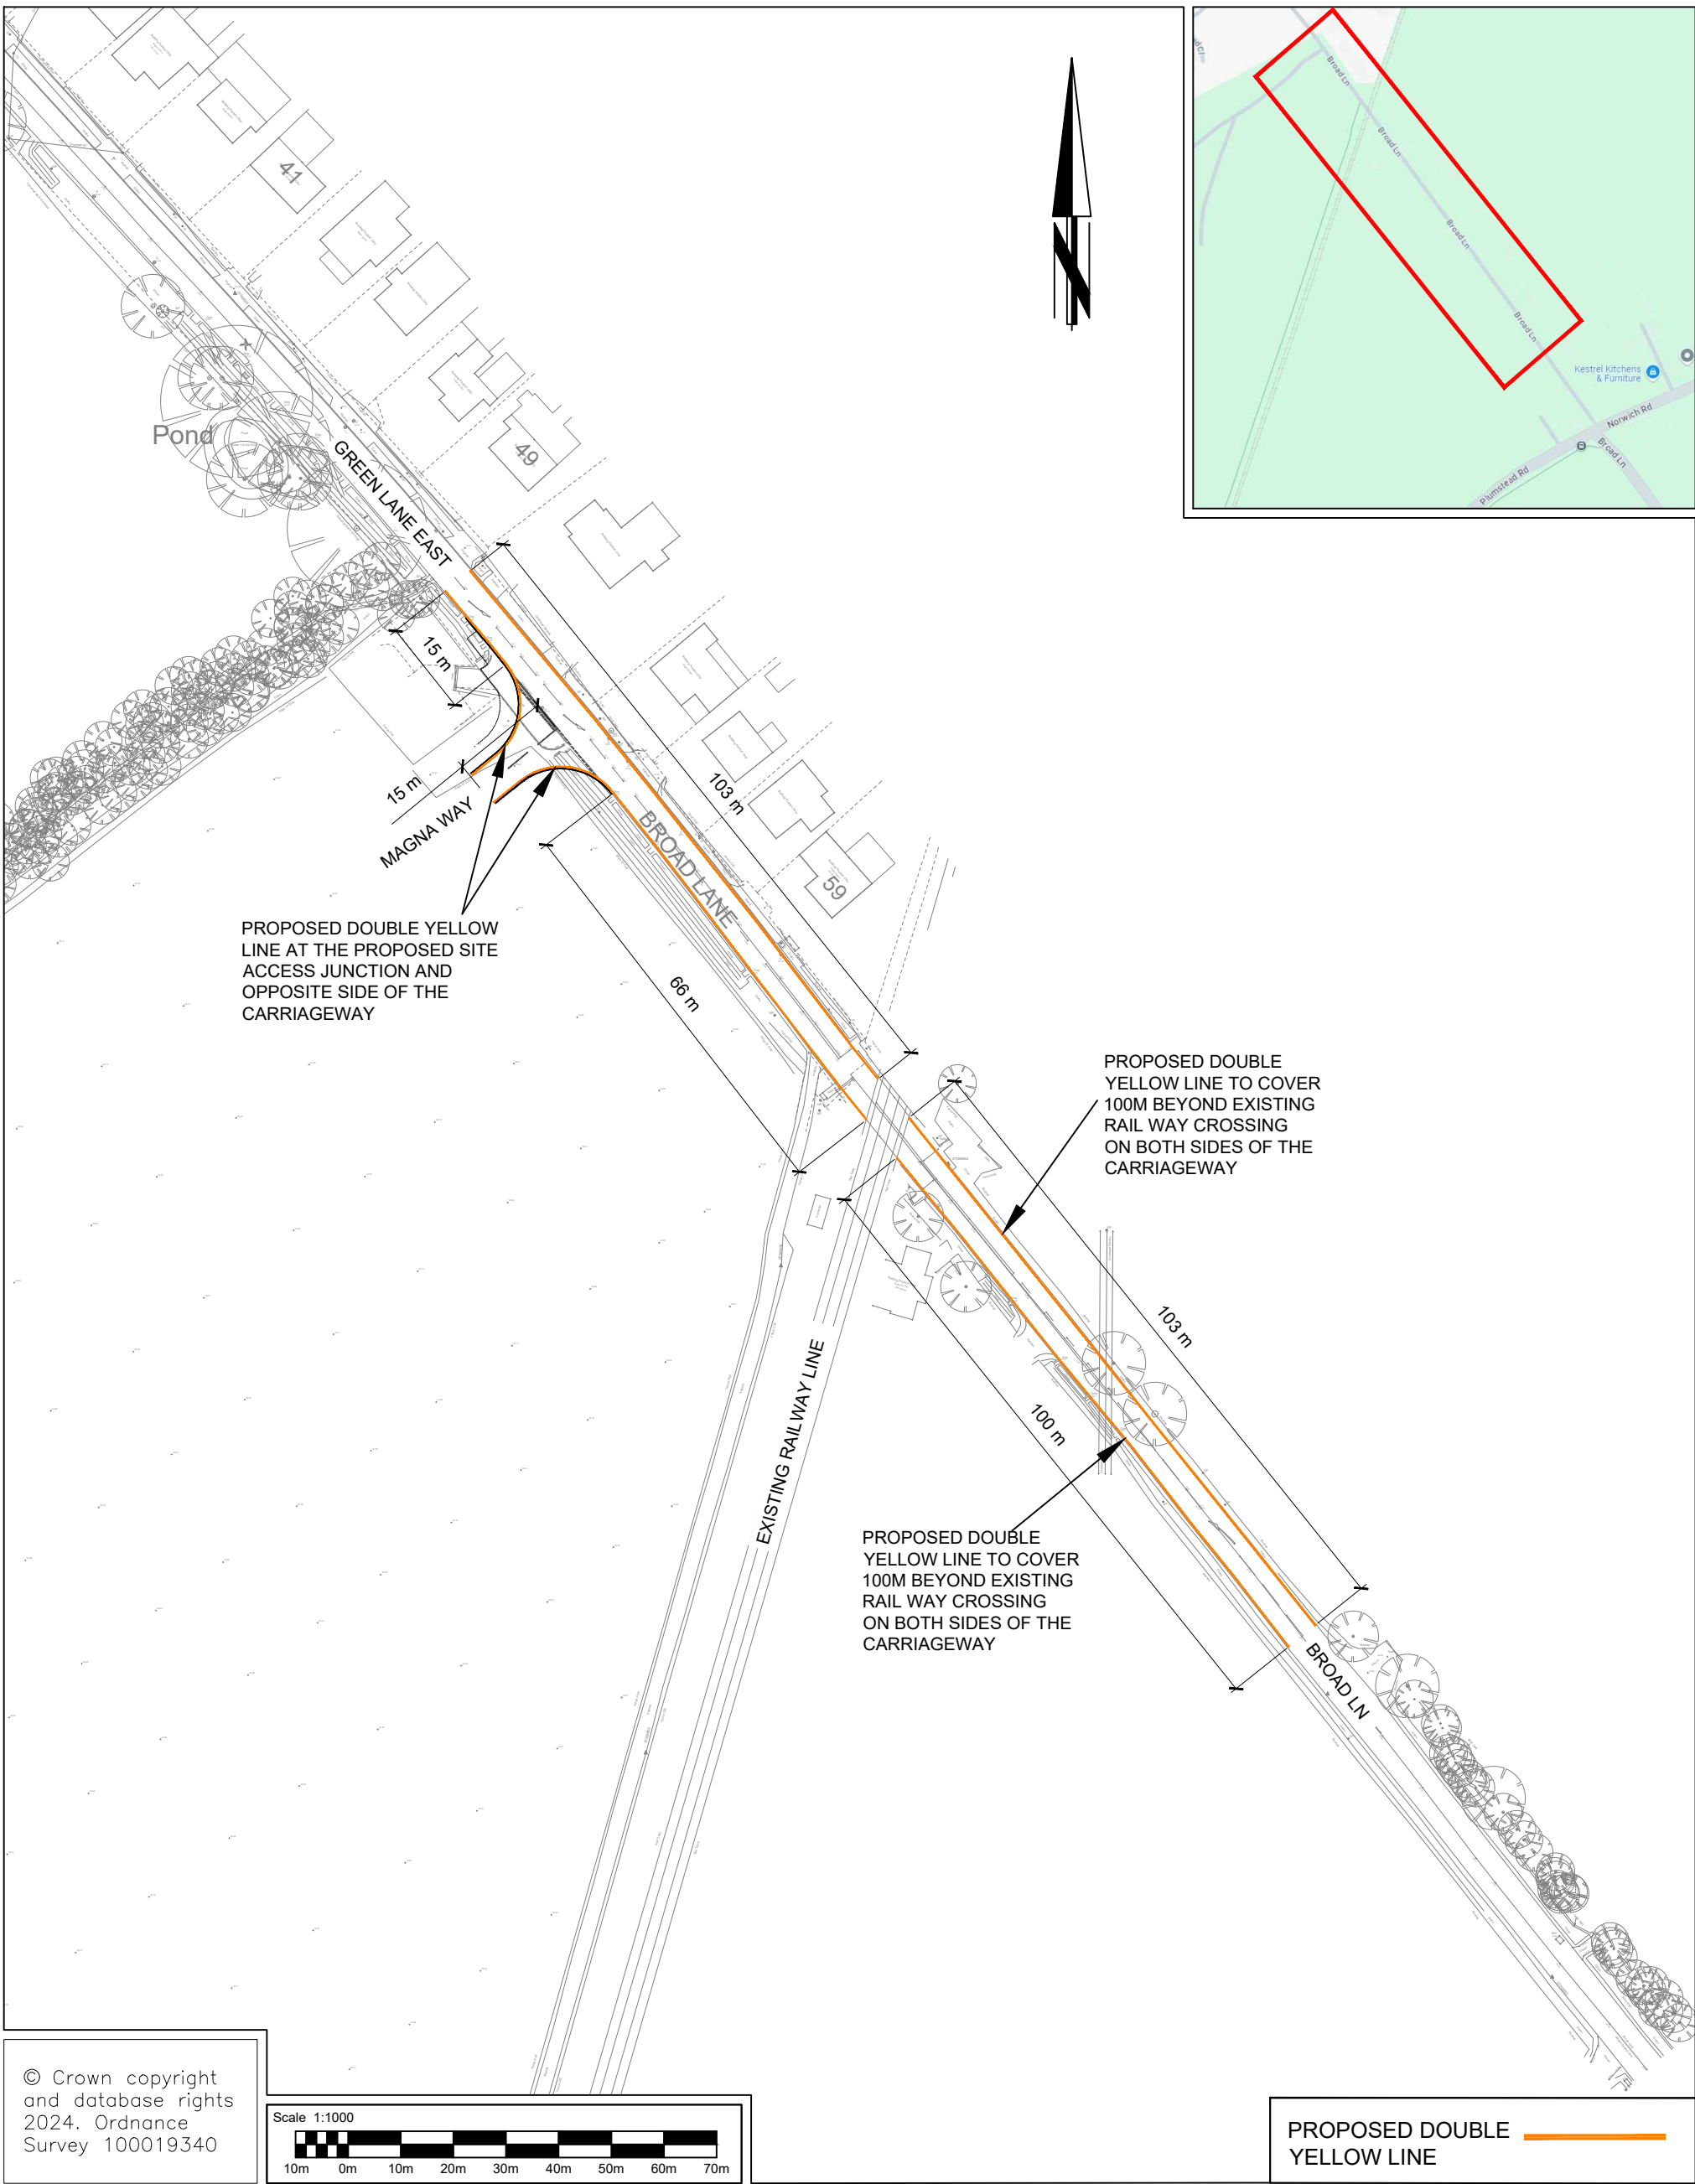 41
Pond
49
GREEN LANE EAST
15 m
15 m
MAGNA WAY
103 m
BROAD LANE
59
66 m
PROPOSED DOUBLE YELLOW
LINE AT THE PROPOSED SITE
ACCESS JUNCTION AND
OPPOSITE SIDE OF THE
CARRIAGEWAY
PROPOSED DOUBLE
YELLOW LINE TO COVER
100M BEYOND EXISTING
RAIL WAY CROSSING
ON BOTH SIDES OF THE
CARRIAGEWAY
103 m
100 m
EXISTING RAILWAY LINE
PROPOSED DOUBLE
YELLOW LINE TO COVER
100M BEYOND EXISTING
RAIL WAY CROSSING
ON BOTH SIDES OF THE
CARRIAGEWAY
BROAD LN
N
Broad Ln
Broad Ln
Broad Ln
Broad Ln
Kestrel Kitchens
& Furniture
Norwich Rd
Broad Ln
Plumstead Rd
© Crown copyright
and database rights
2024. Ordnance
Survey 100019340
Scale 1:1000
10m 0m 10m 20m 30m 40m 50m 60m 70m
PROPOSED DOUBLE
YELLOW LINE